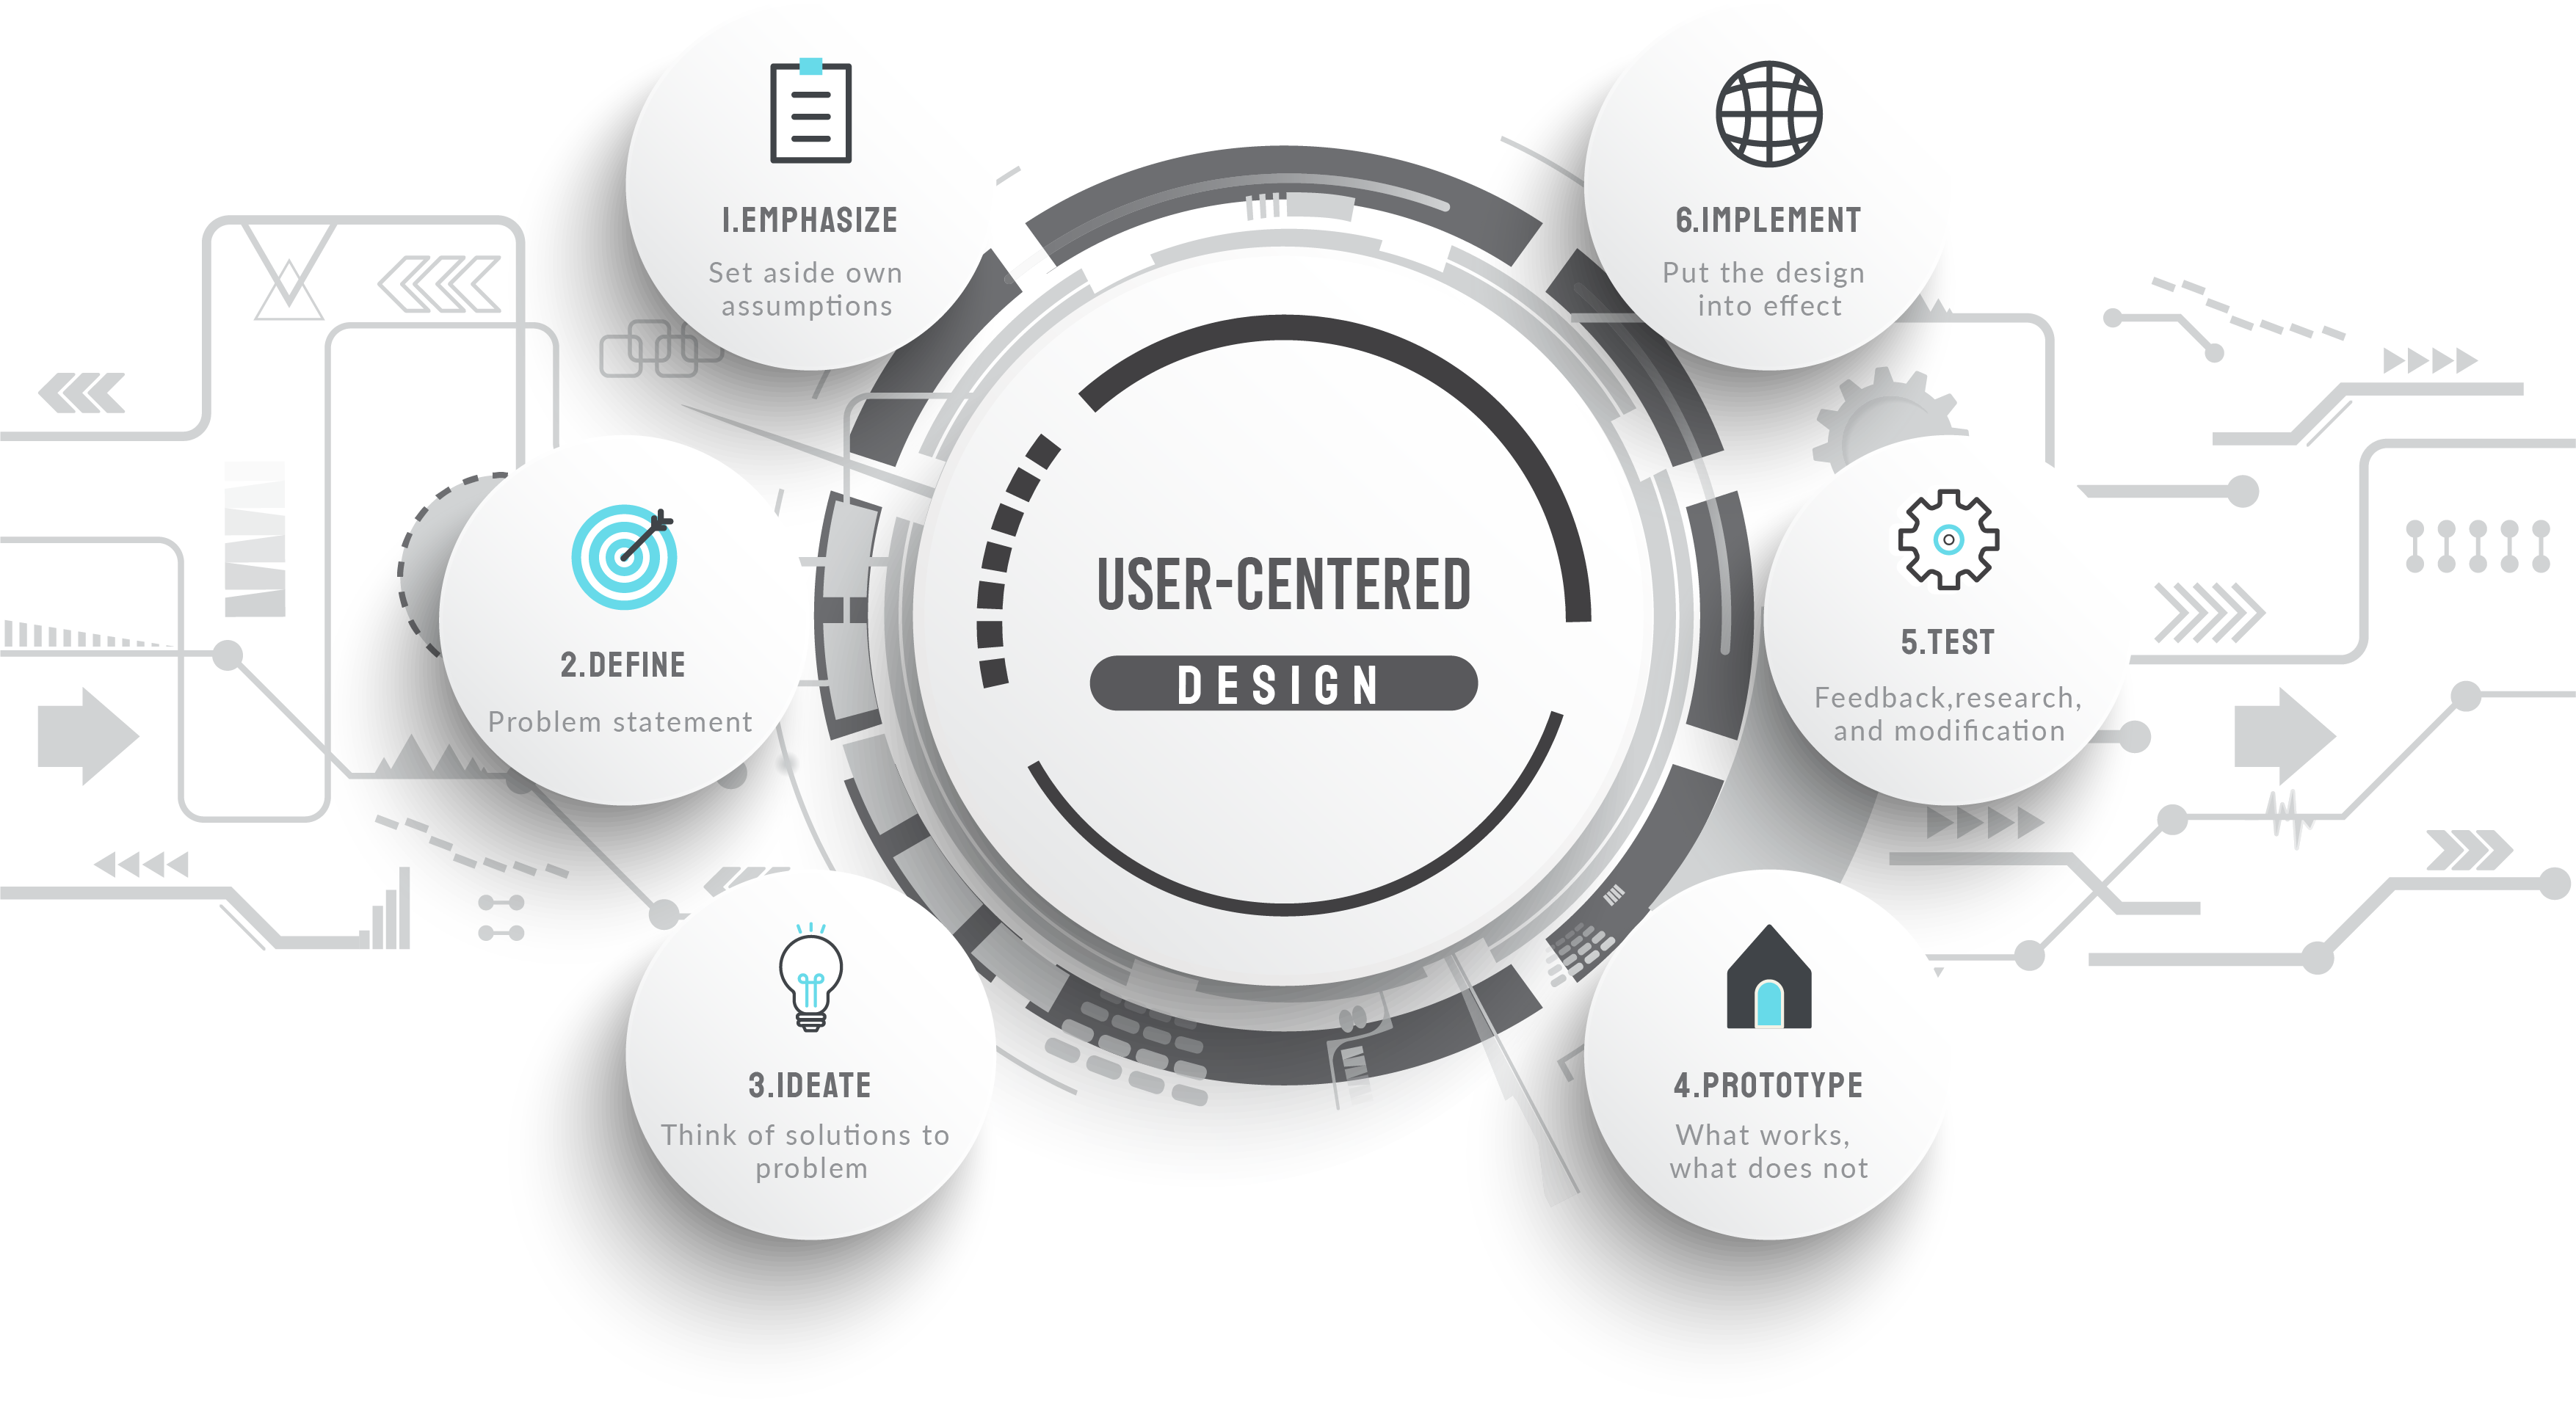 USER-CENTERED
DESIGN
1.EMPHASIZE
Set aside own
assumptions
2.DEFINE
Problem statement
3.IDEATE
Think of solutions to
problem
4.PROTOTYPE
What works,
what does not
5.TEST
Feedback,research,
and modification
6.IMPLEMENT
Put the design
into effect